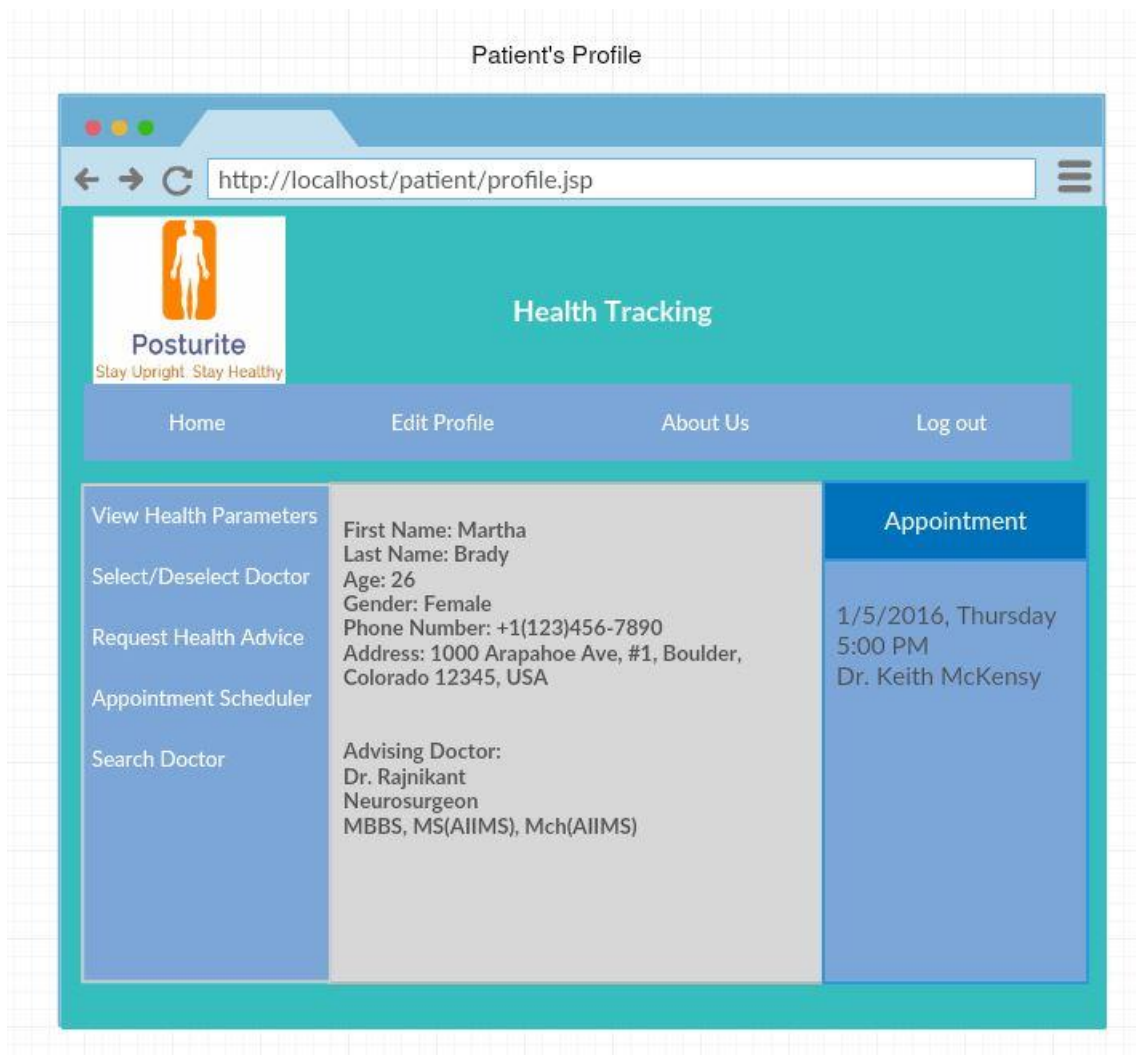 Patient's Profile
http://localhost/patient/profile.jsp
Posturite
Stay Upright Stay Healthy
Health Tracking
Home
Edit Profile
About Us
Log out
View Health Parameters
Select/Deselect Doctor
Request Health Advice
Appointment Scheduler
Search Doctor
First Name: Martha
Last Name: Brady
Age: 26
Gender: Female
Phone Number: +1(123)456-7890
Address: 1000 Arapahoe Ave, #1, Boulder,
Colorado 12345, USA
Advising Doctor:
Dr. Rajnikant
Neurosurgeon
MBBS, MS(AIIMS), Mch(AIIMS)
Appointment
1/5/2016, Thursday
5:00 PM
Dr. Keith McKensy